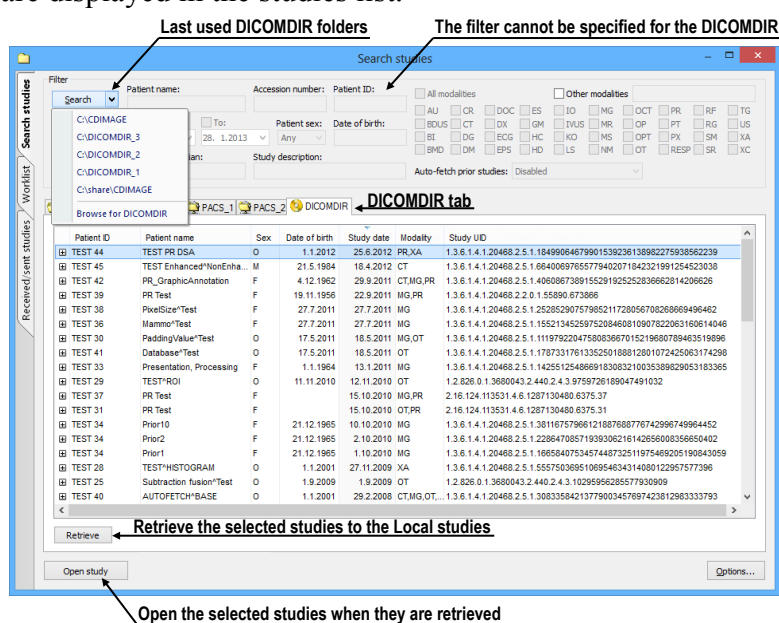 are displayed in the studies list.
Last used DICOMDIR folders
The filter cannot be specified for the DICOMDIR
Search studies
Search studies
Worklist
Received/sent studies
Filter
Search
Patient name:
Accession number:
Patient ID:
To:
28. 1.2013
Patient sex:
Any
Date of birth:
Study description:
C:\CDIMAGE
C:\DICOMDIR_3
C:\DICOMDIR_2
C:\DICOMDIR_1
C:\share\CDIMAGE
Browse for DICOMDIR
All modalities
Other modalities
AU CR DOC ES IO MG OCT PR RF TG
BDUS CT DX GM IVUS MR OP PT RG US
BI DG ECG HC KO MS OPT PX SM XA
BMD DM EPS HD LS NM OT RESP SR XC
Auto-fetch prior studies: Disabled
PACS_1 PACS_2 DICOMDIR
DICOMDIR tab
Patient ID Patient name Sex Date of birth Study date Modality Study UID
TEST 44 TEST PR DSA O 1.1.2012 25.6.2012 PR,XA 1.3.6.1.4.1.20468.2.5.1.184990646799015392361389822759385622​39
TEST 45 TEST Enhanced^NonEnha... M 21.5.1984 18.4.2012 CT 1.3.6.1.4.1.20468.2.5.1.66400697655779402071842321991254523038
TEST 42 PR_GraphicAnnotation F 4.12.1962 29.9.2011 CT,MG,PR 1.3.6.1.4.1.20468.2.5.1.40608673891552919252528366628142​06626
TEST 39 PR Test F 19.11.1956 22.9.2011 MG,PR 1.3.6.1.4.1.20468.2.2.0.1.55890.673866
TEST 38 PixelSize^Test F 27.7.2011 27.7.2011 MG 1.3.6.1.4.1.20468.2.5.1.25285290757985211728056708268669496462
TEST 36 Mammo^Test F 27.7.2011 27.7.2011 MG 1.3.6.1.4.1.20468.2.5.1.155213452597520846081090782206316061​4046
TEST 30 PaddingValue^Test O 17.5.2011 18.5.2011 MG,OT 1.3.6.1.4.1.20468.2.5.1.111979220475808366701521968078946351​9896
TEST 41 Database^Test O 17.5.2011 18.5.2011 OT 1.3.6.1.4.1.20468.2.5.1.178733176133525018881280107242506317​4298
TEST 33 Presentation, Processing F 1.1.1964 13.1.2011 MG 1.3.6.1.4.1.20468.2.5.1.142551254866918308321003538982905318​3365
TEST 29 TEST^ROI O 11.11.2010 12.11.2010 OT 1.2.826.0.1.3680043.2.440.2.4.3.9759726189047491032
TEST 37 PR Test F 15.10.2010 MG,PR 2.16.124.113531.4.6.1287130480.6375.37
TEST 31 PR Test F 15.10.2010 OT,PR 2.16.124.113531.4.6.1287130480.6375.31
TEST 34 Prior10 F 21.12.1965 10.10.2010 MG 1.3.6.1.4.1.20468.2.5.1.38116757966121887688776742996749964452
TEST 34 Prior2 F 21.12.1965 2.10.2010 MG 1.3.6.1.4.1.20468.2.5.1.22864708571939306216142656008356650402
TEST 34 Prior1 F 21.12.1965 1.10.2010 MG 1.3.6.1.4.1.20468.2.5.1.166584075345744873251197546920519084​3059
TEST 28 TEST^HISTOGRAM O 1.1.2001 27.11.2009 XA 1.3.6.1.4.1.20468.2.5.1.55575036951069546343140801229575773​96
TEST 25 Subtraction fusion^Test O 1.9.2009 1.9.2009 OT 1.2.826.0.1.3680043.2.440.2.4.3.10295956285577930909
TEST 40 AUTOFETCH^BASE O 1.1.2001 29.2.2008 CT,MG,OT,... 1.3.6.1.4.1.20468.2.5.1.30833584213779003457697423812983333793
Retrieve
Retrieve the selected studies to the Local studies
Open study
Options...
Open the selected studies when they are retrieved